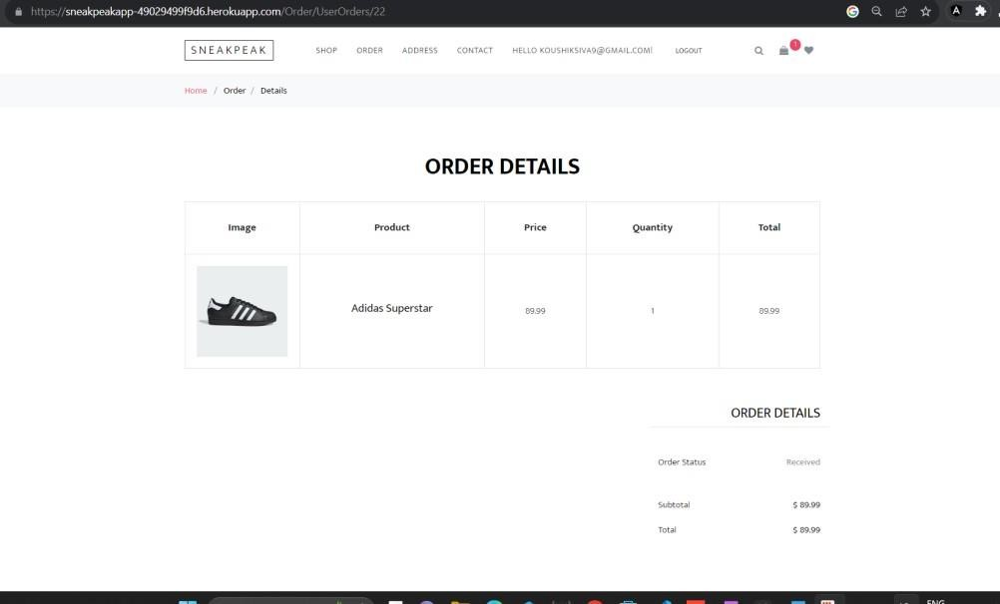 https://sneakpeakapp-49029499f9d6.herokuapp.com/Order/UserOrders/22
A
SNEAKPEAK SHOP ORDER ADDRESS CONTACT HELLO KOUSHIKSIVA9@GMAIL.COM! LOGOUT 1
Home / Order / Details
ORDER DETAILS
Image Product Price Quantity Total
Adidas Superstar 89.99 1 89.99
ORDER DETAILS
Order Status Received
Subtotal $ 89.99
Total $ 89.99
ENG